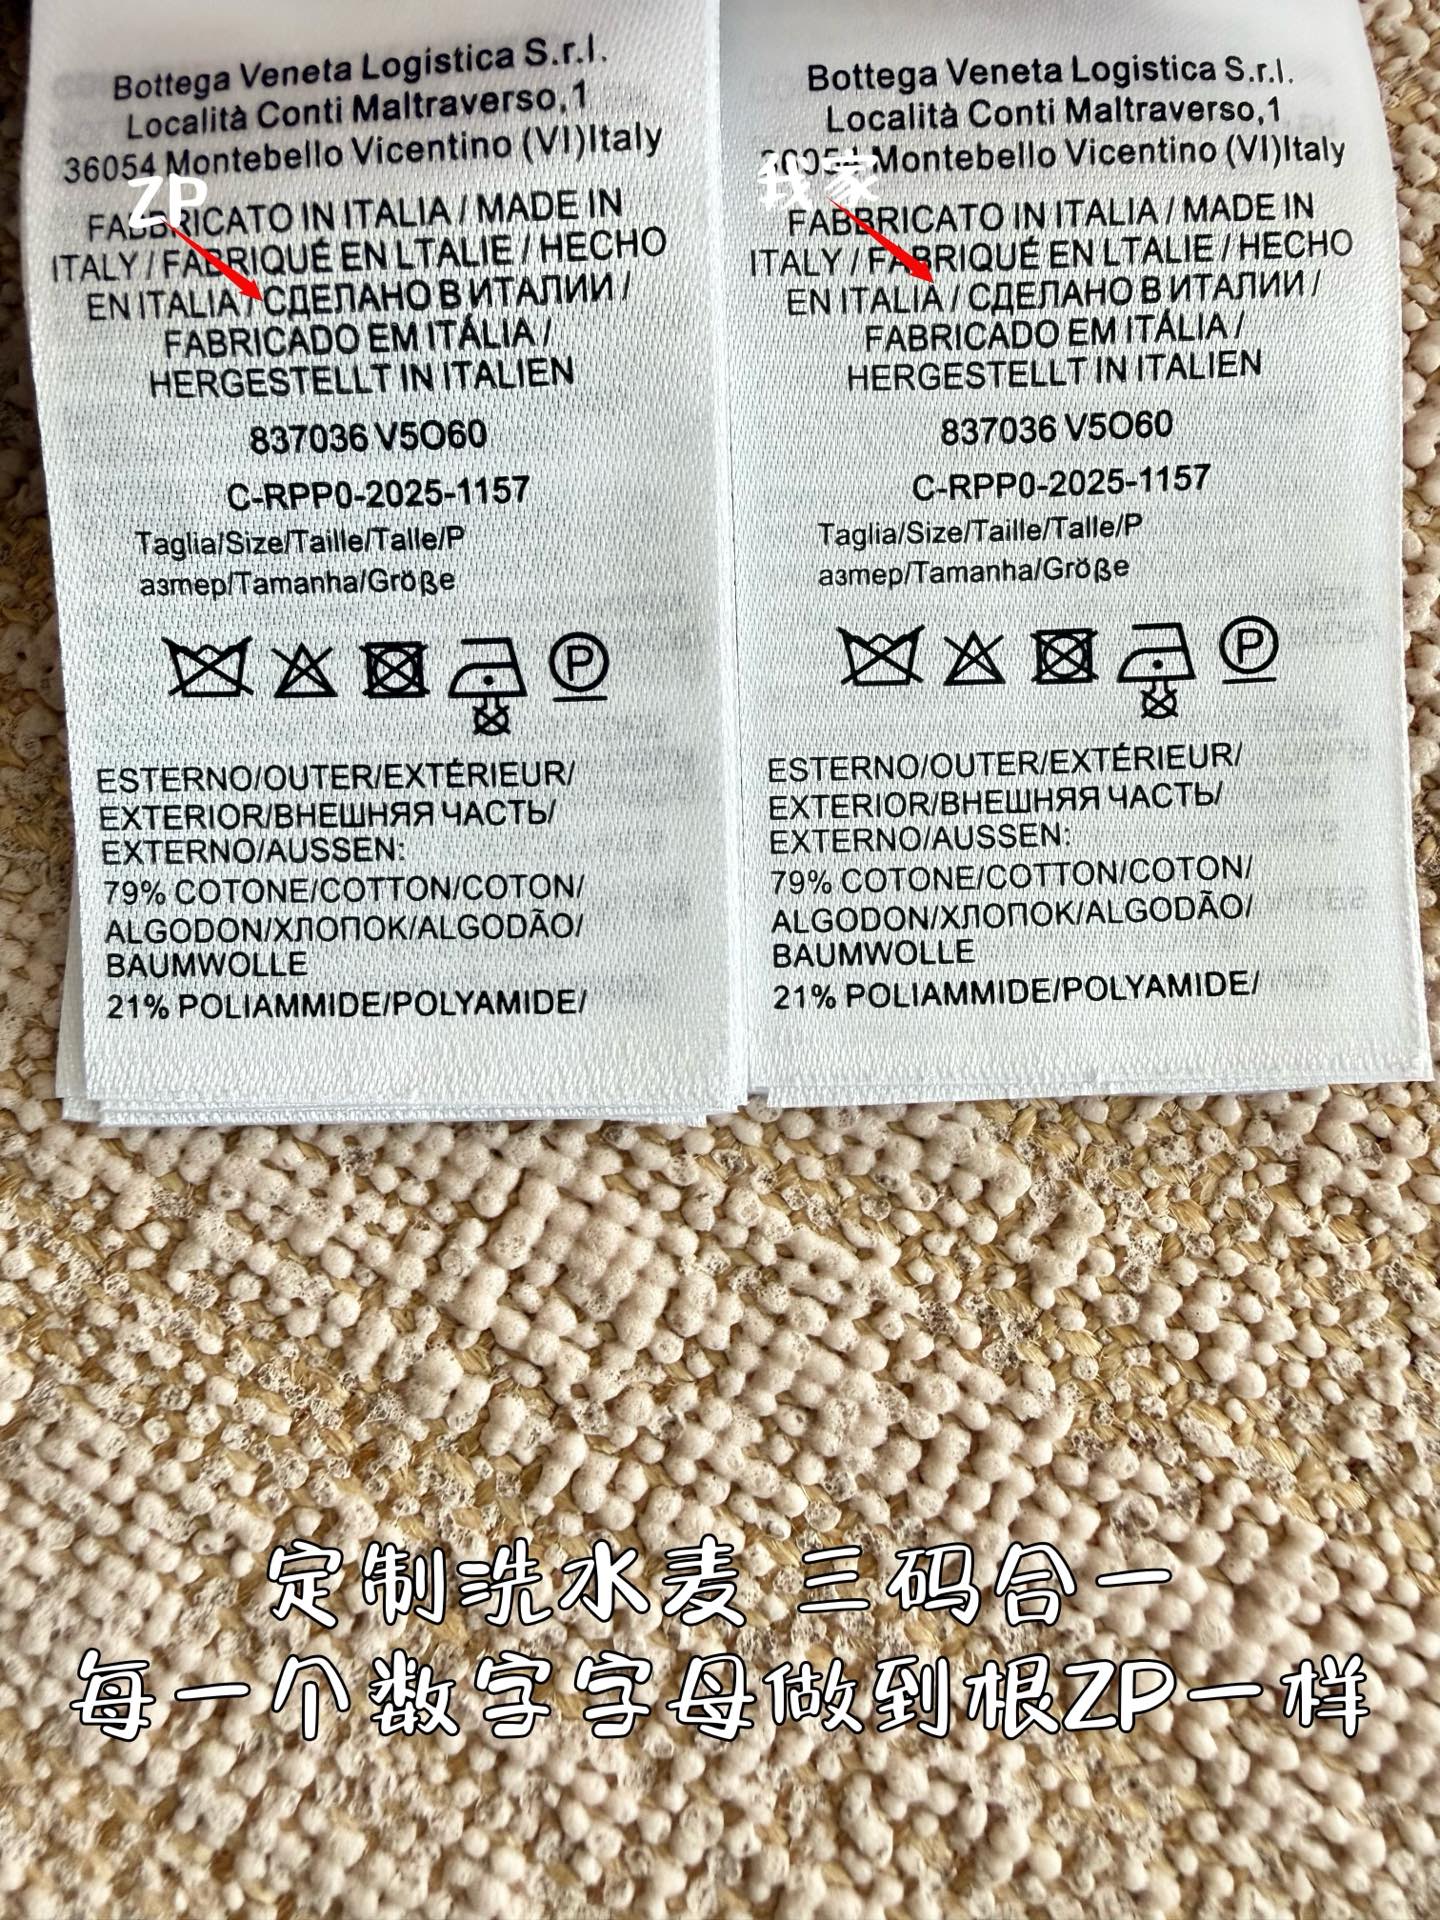 Bottega Veneta Logistica S.r.l.
Località Conti Maltraverso,1
36054 Montebello Vicentino (VI)Italy
ZP
FABBRICATO IN ITALIA / MADE IN
ITALY / FABRIQUÉ EN LTALIE / HECHO
EN ITALIA / СДЕЛАНО В ИТАЛИИ /
FABRICADO EM ITÁLIA /
HERGESTELLT IN ITALIEN
837036 V5O60
C-RPP0-2025-1157
Taglia/Size/Taille/Talle/P
азмер/Tamanha/Größe
P
ESTERNO/OUTER/EXTÉRIEUR/
EXTERIOR/ВНЕШНЯЯ ЧАСТЬ/
EXTERNO/AUSSEN:
79% COTONE/COTTON/COTON/
ALGODON/ХЛОПОК/ALGODÃO/
BAUMWOLLE
21% POLIAMMIDE/POLYAMIDE/
Bottega Veneta Logistica S.r.l.
Località Conti Maltraverso,1
36054 Montebello Vicentino (VI)Italy
我家
FABBRICATO IN ITALIA / MADE IN
ITALY / FABRIQUÉ EN LTALIE / HECHO
EN ITALIA / СДЕЛАНО В ИТАЛИИ /
FABRICADO EM ITÁLIA /
HERGESTELLT IN ITALIEN
837036 V5O60
C-RPP0-2025-1157
Taglia/Size/Taille/Talle/P
азмер/Tamanha/Größe
P
ESTERNO/OUTER/EXTÉRIEUR/
EXTERIOR/ВНЕШНЯЯ ЧАСТЬ/
EXTERNO/AUSSEN:
79% COTONE/COTTON/COTON/
ALGODON/ХЛОПОК/ALGODÃO/
BAUMWOLLE
21% POLIAMMIDE/POLYAMIDE/
定制洗水麦 三码合一
每一个数字字母做到根ZP一样